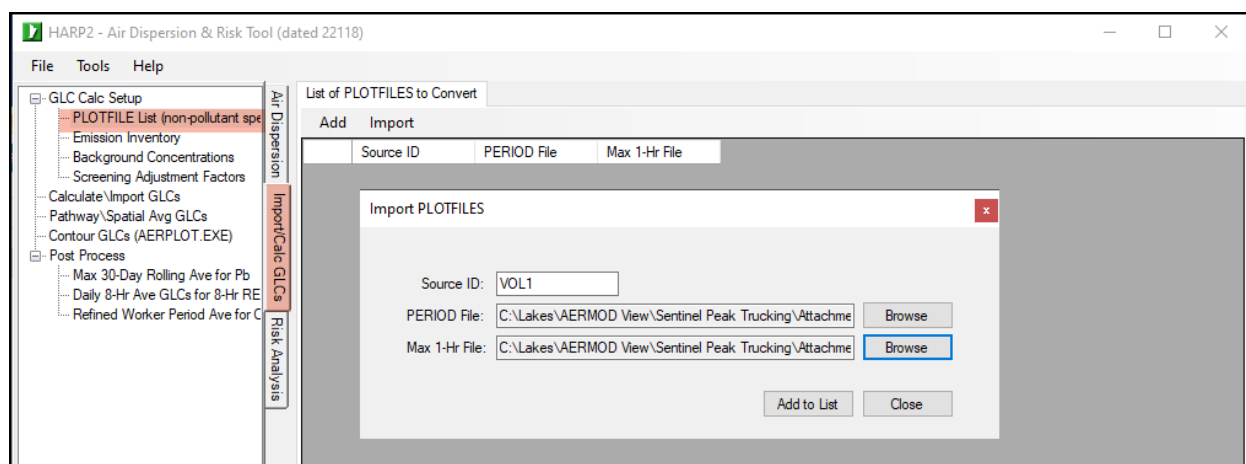 HARP2 - Air Dispersion & Risk Tool (dated 22118)
File Tools Help
GLC Calc Setup
PLOTFILE List (non-pollutant spe
Emission Inventory
Background Concentrations
Screening Adjustment Factors
Calculate\Import GLCs
Pathway\Spatial Avg GLCs
Contour GLCs (AERPLOT.EXE)
Post Process
Max 30-Day Rolling Ave for Pb
Daily 8-Hr Ave GLCs for 8-Hr RE
Refined Worker Period Ave for C
Air Dispersion
Import/Calc GLCs
Risk Analysis
List of PLOTFILES to Convert
Add Import
Source ID PERIOD File Max 1-Hr File
Import PLOTFILES
x
Source ID: VOL1
PERIOD File: C:\Lakes\AERMOD View\Sentinel Peak Trucking\Attachme Browse
Max 1-Hr File: C:\Lakes\AERMOD View\Sentinel Peak Trucking\Attachme Browse
Add to List Close